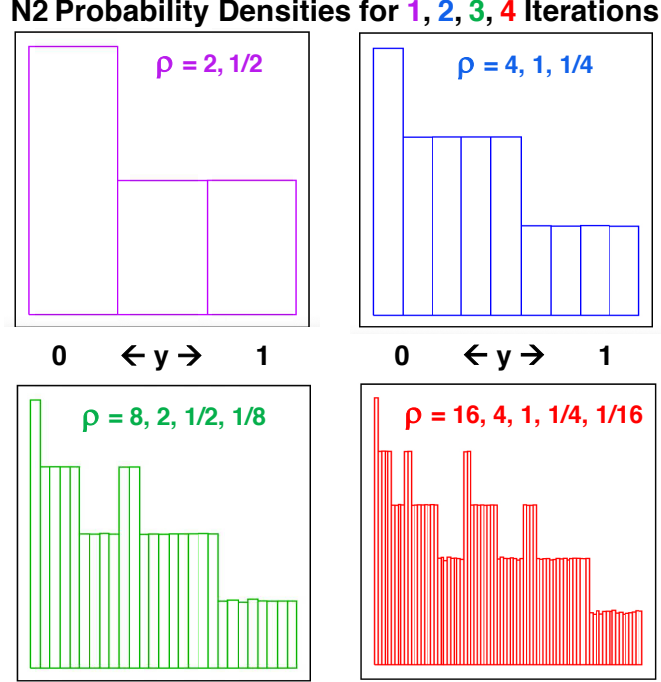 N2 Probability Densities for 1, 2, 3, 4 Iterations
ρ = 2, 1/2
ρ = 4, 1, 1/4
0 ← y → 1
0 ← y → 1
ρ = 8, 2, 1/2, 1/8
ρ = 16, 4, 1, 1/4, 1/16